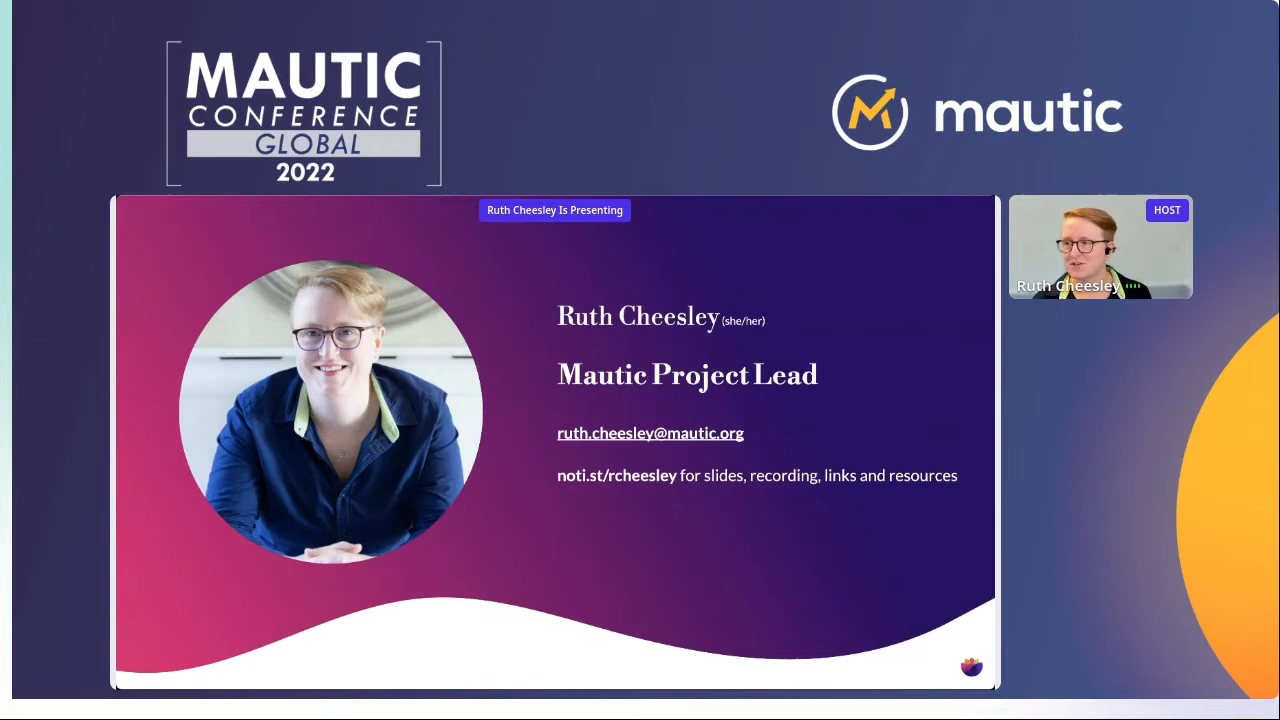 MAUTIC
CONFERENCE
GLOBAL
2022
mautic
Ruth Cheesley Is Presenting
HOST
Ruth Cheesley
Ruth Cheesley (she/her)
Mautic Project Lead
ruth.cheesley@mautic.org
noti.st/rcheesley for slides, recording, links and resources